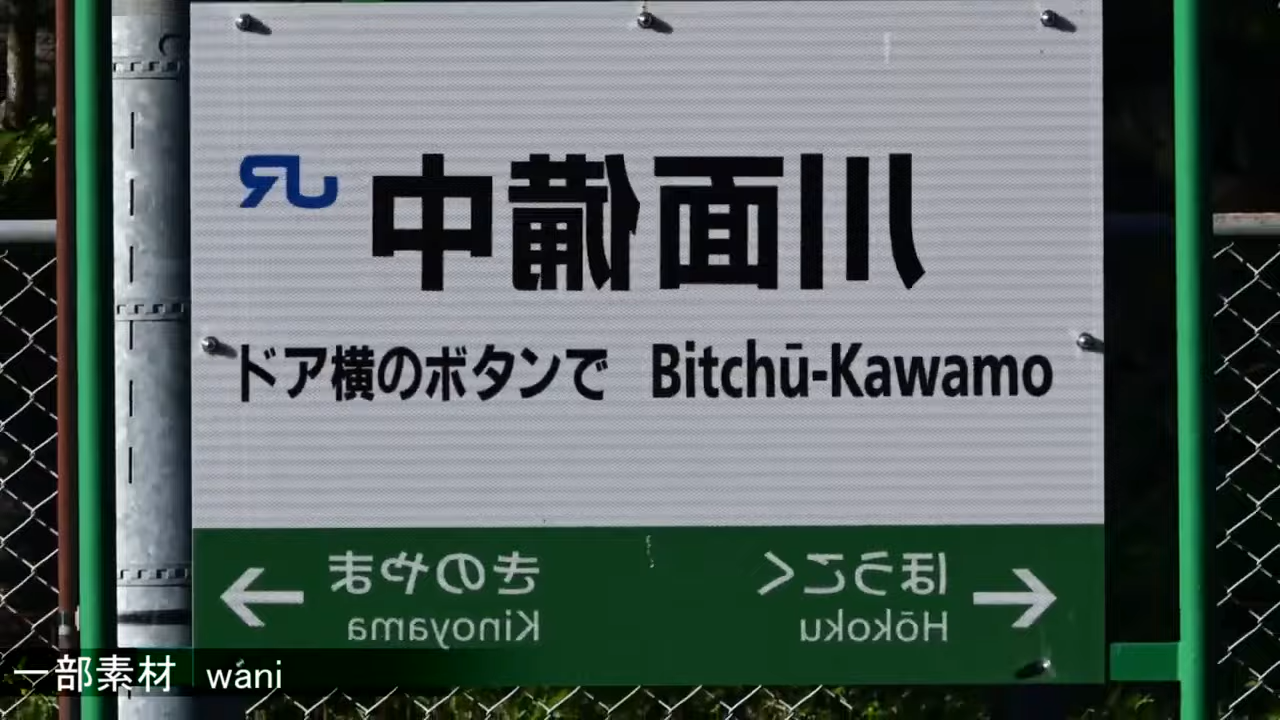 JR 中備面川
ドア横のボタンで Bitchū-Kawamo
きのやま ほうこく
Kinoyama Hōkoku
一部素材 wani